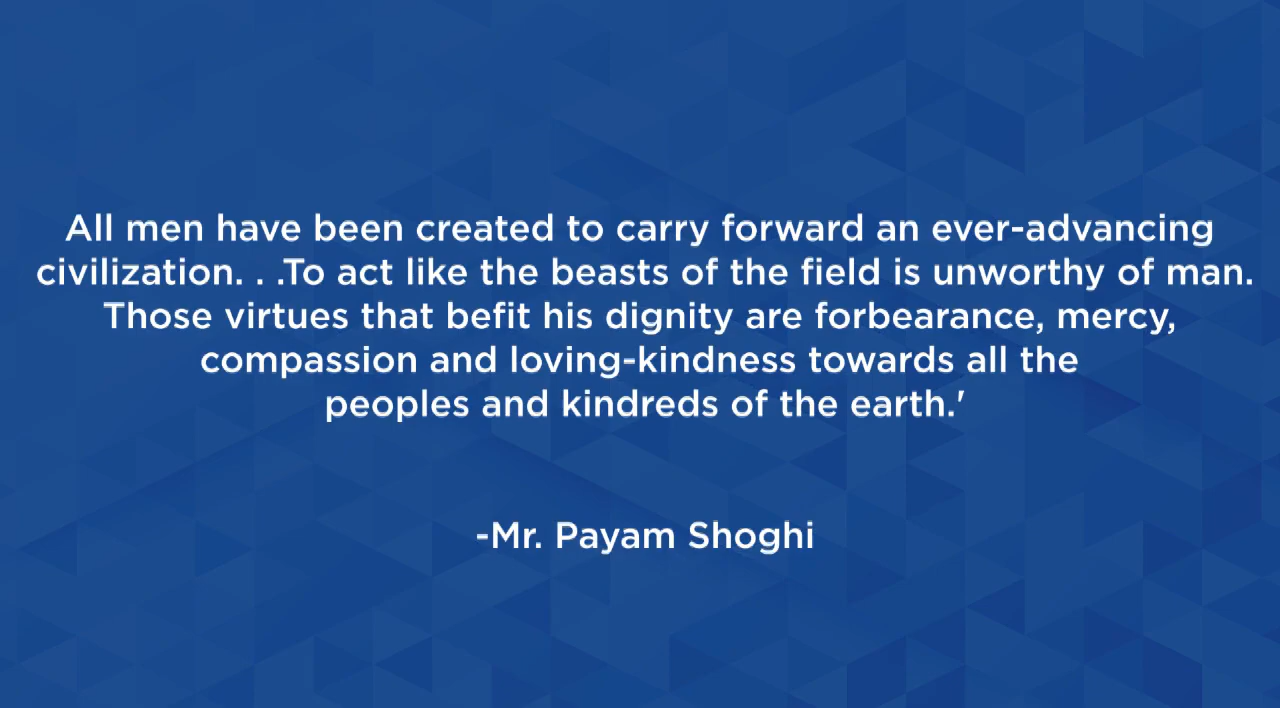 All men have been created to carry forward an ever-advancing
civilization. . .To act like the beasts of the field is unworthy of man.
Those virtues that befit his dignity are forbearance, mercy,
compassion and loving-kindness towards all the
peoples and kindreds of the earth.'
-Mr. Payam Shoghi